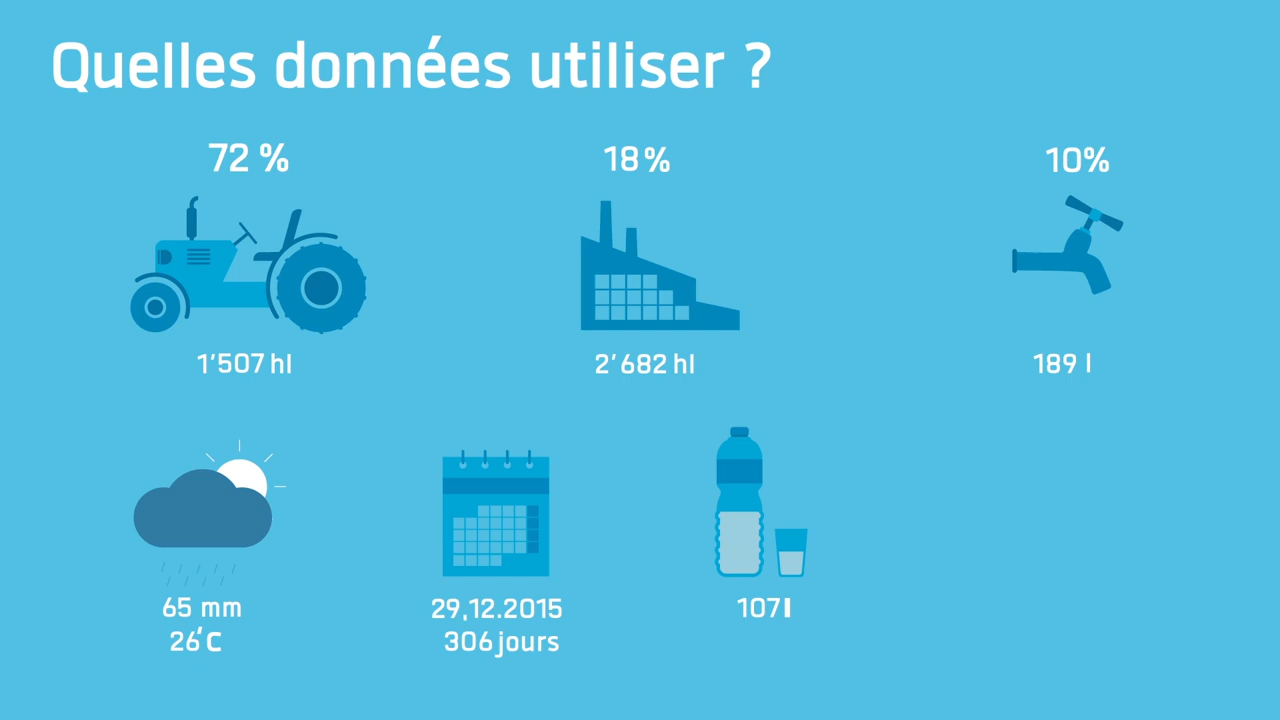 Quelles données utiliser ?
72 %
18%
10%
1'507 hl
2'682 hl
189 l
65 mm
26°C
29,12.2015
306 jours
107 l